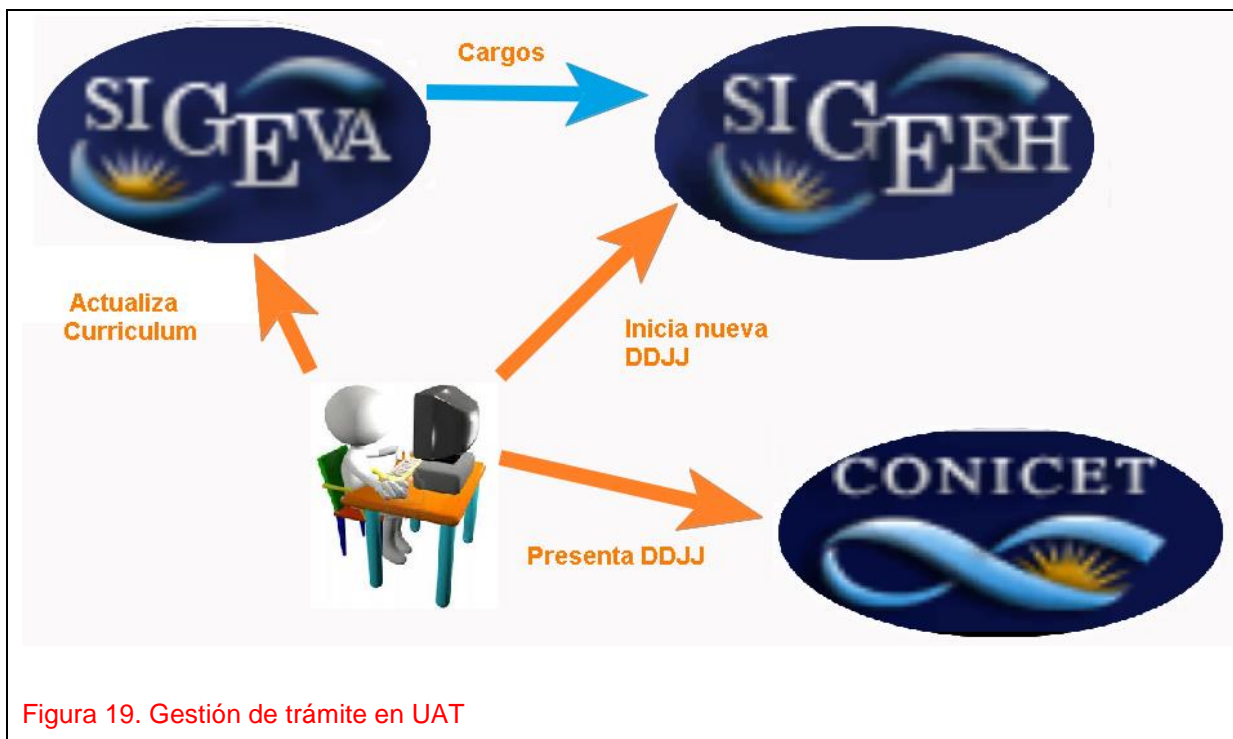 Cargos
SIGEVA
SIGERH
Actualiza
Curriculum
Inicia nueva
DDJJ
CONICET
Presenta DDJJ
Figura 19. Gestión de trámite en UAT